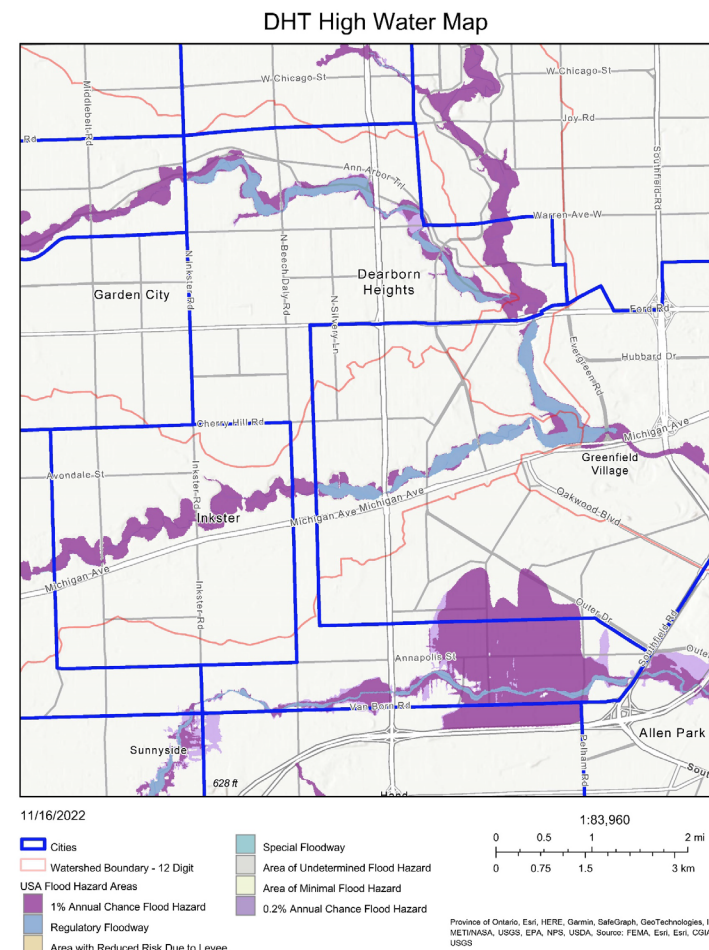 DHT High Water Map
W Chicago St
W Chicago St
Middlebelt Rd
Joy Rd
Rd
Southfield Rd
Ann Arbor Trl
Warren Ave W
N Inkster Rd
N Beech Daly Rd
Dearborn
Heights
Garden City
N Silvery Ln
Ford Rd
Evergreen Rd
Hubbard Dr
Cherry Hill Rd
Michigan Ave
Greenfield
Village
Avondale St
Inkster Rd
Inkster
Michigan Ave
Michigan Ave
Oakwood Blvd
Michigan Ave
Inkster Rd
Outer Dr
Southfield Rd
Annapolis St
Oute
Van Born Rd
Sunnyside
Allen Park
Pelham Rd
Sout
628 ft
11/16/2022
1:83,960
0 0.5 1 2 mi
0 0.75 1.5 3 km
Cities
Watershed Boundary - 12 Digit
USA Flood Hazard Areas
1% Annual Chance Flood Hazard
Regulatory Floodway
Area with Reduced Risk Due to Levee
Special Floodway
Area of Undetermined Flood Hazard
Area of Minimal Flood Hazard
0.2% Annual Chance Flood Hazard
Province of Ontario, Esri, HERE, Garmin, SafeGraph, GeoTechnologies, I
METI/NASA, USGS, EPA, NPS, USDA, Source: FEMA, Esri, Esri, CGIA
USGS